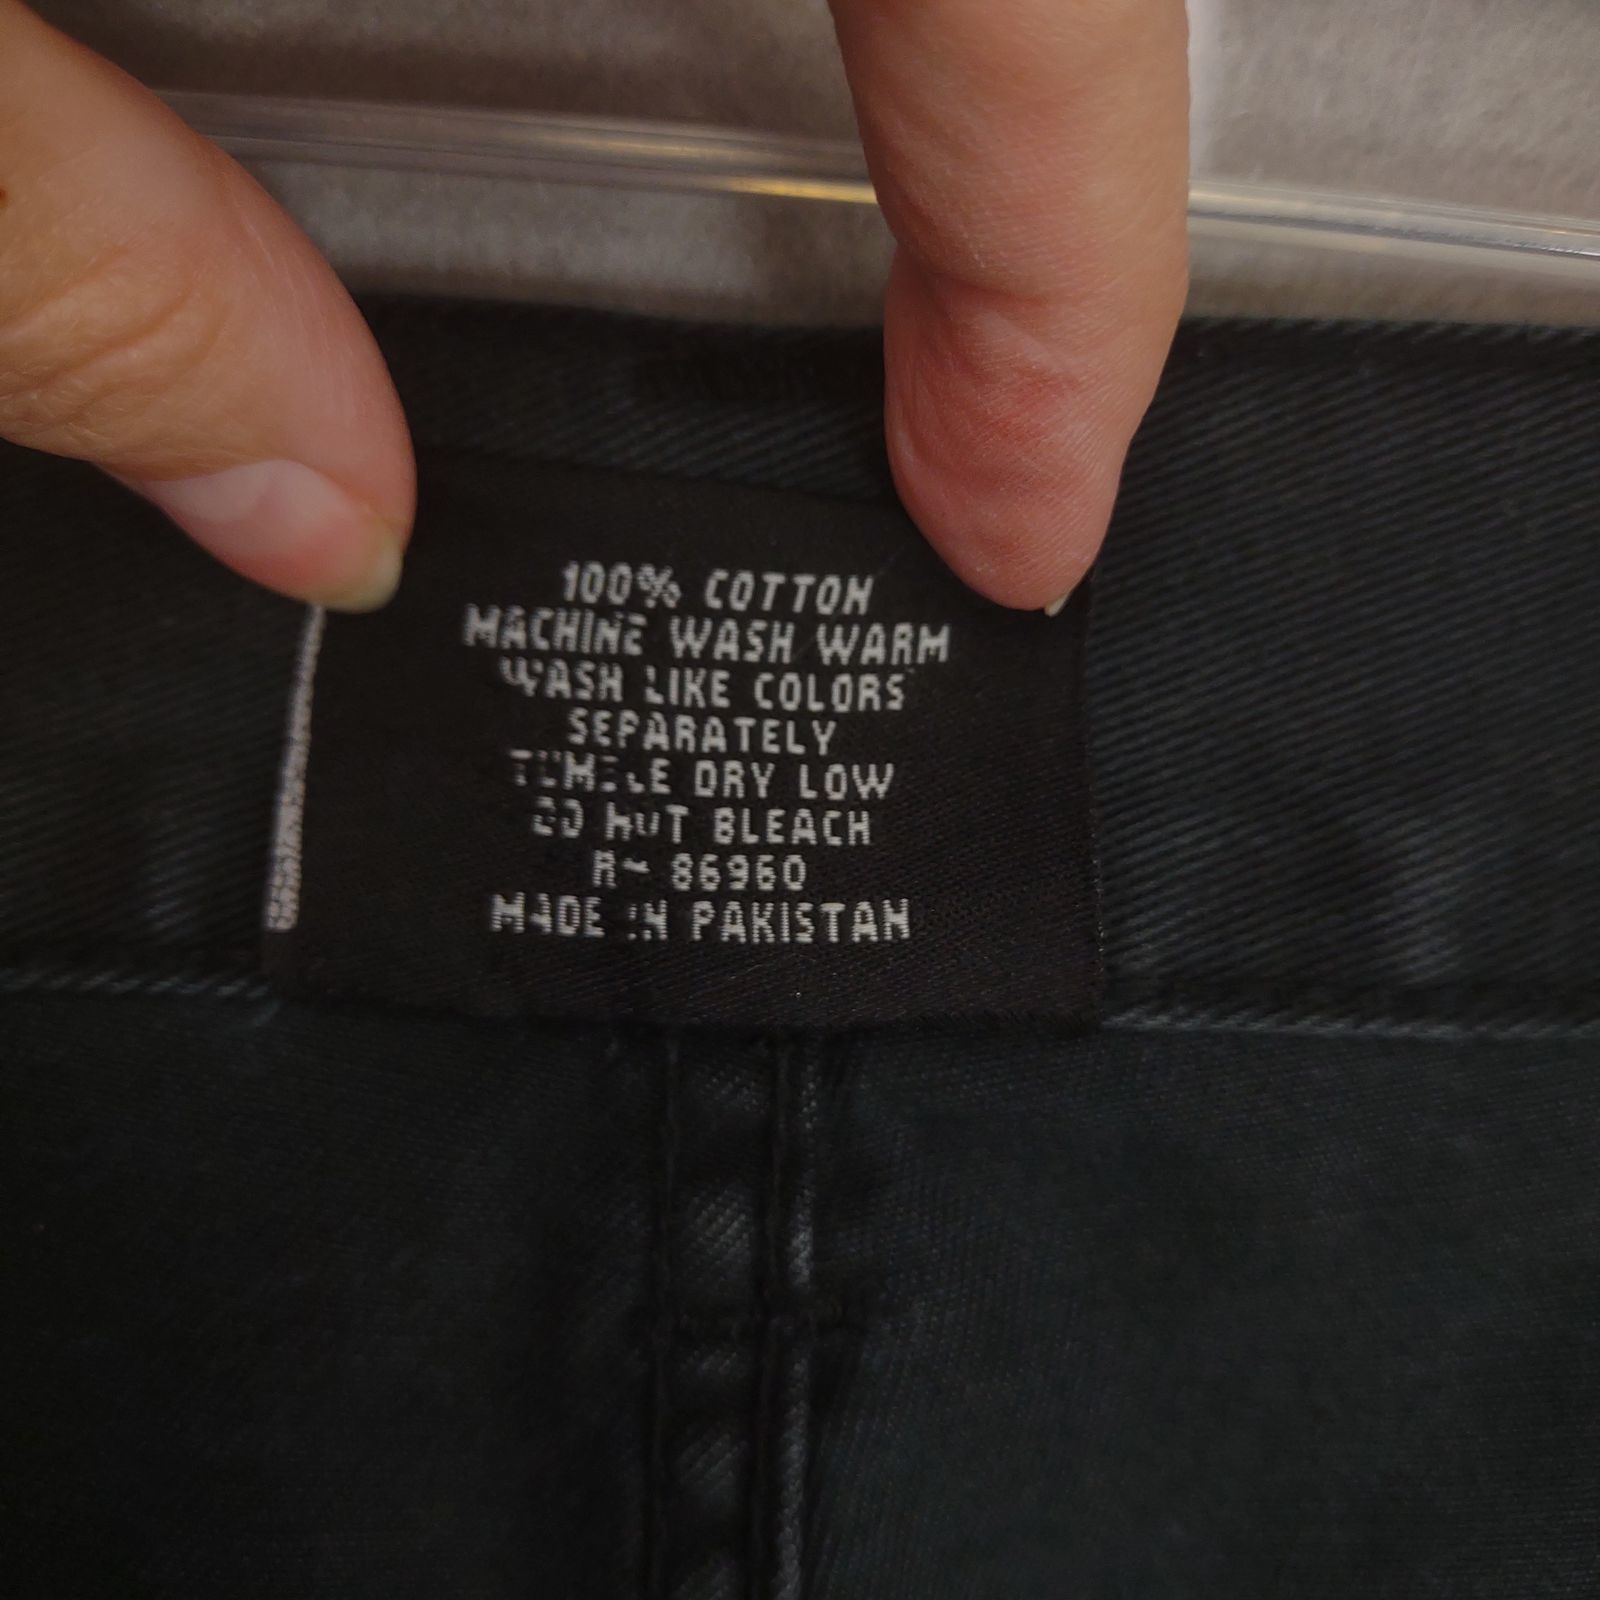 100% COTTON
MACHINE WASH WARM
WASH LIKE COLORS
SEPARATELY
TUMBLE DRY LOW
DO NOT BLEACH
86960
MADE IN PAKISTAN